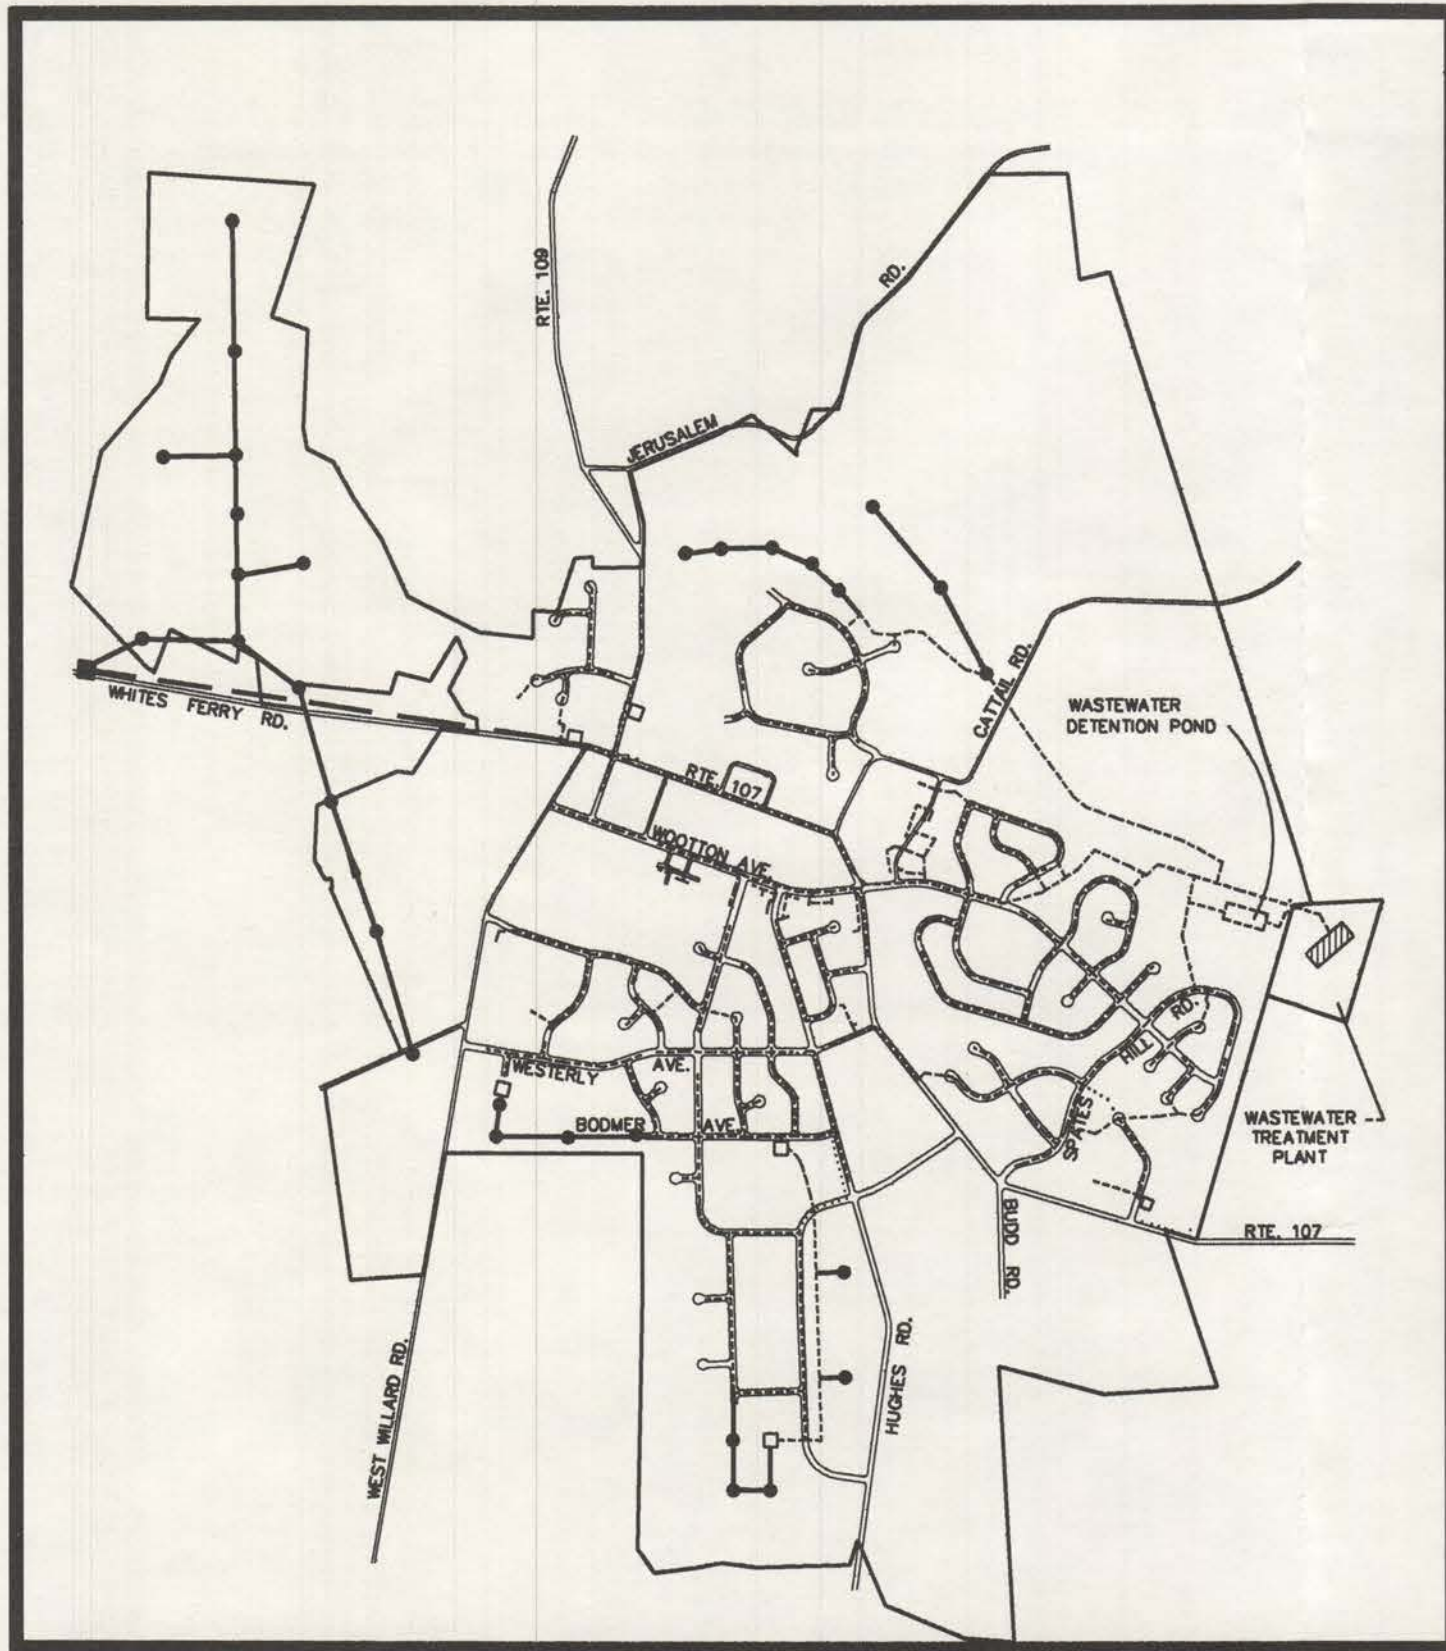 RTE. 109
RD.
JERUSALEM
CATTAIL RD.
WASTEWATER
DETENTION POND
WHITES FERRY RD.
RTE. 107
WOOTTON AVE.
WESTERLY AVE.
BODMER AVE.
HILL RD.
SPATES
WASTEWATER
TREATMENT
PLANT
BUDD RD.
RTE. 107
HUGHES RD.
WEST WILLARD RD.